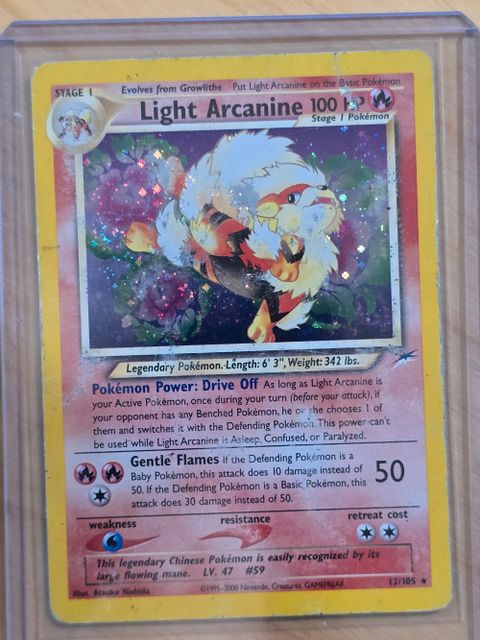 STAGE 1 Evolves from Growlithe Put Light Arcanine on the Basic Pokémon
Light Arcanine 100 HP
Stage 1 Pokémon
Legendary Pokémon. Length: 6' 3", Weight: 342 lbs.
Pokémon Power: Drive Off As long as Light Arcanine is
your Active Pokémon, once during your turn (before your attack), if
your opponent has any Benched Pokémon, he or she chooses 1 of
them and switches it with the Defending Pokémon. This power can't
be used while Light Arcanine is Asleep, Confused, or Paralyzed.
Gentle Flames If the Defending Pokémon is a
Baby Pokémon, this attack does 10 damage instead of
50. If the Defending Pokémon is a Basic Pokémon, this
attack does 30 damage instead of 50.
50
weakness resistance retreat cost
This legendary Chinese Pokémon is easily recognized by its
large flowing mane. LV. 47 #59
Illus. Atsuko Nishida ©1995-2000 Nintendo, Creatures, GAMEFREAK. 12/105 ★